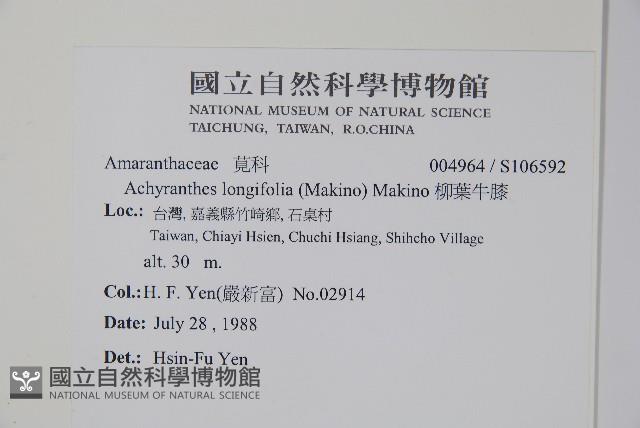 國立自然科學博物館
NATIONAL MUSEUM OF NATURAL SCIENCE
TAICHUNG, TAIWAN, R.O.CHINA
Amaranthaceae 莧科 004964 / S106592
Achyranthes longifolia (Makino) Makino 柳葉牛膝
Loc.: 台灣, 嘉義縣竹崎鄉, 石桌村
Taiwan, Chiayi Hsien, Chuchi Hsiang, Shihcho Village
alt. 30 m.
Col.: H. F. Yen(嚴新富) No.02914
Date: July 28 , 1988
Det.: Hsin-Fu Yen
國立自然科學博物館
NATIONAL MUSEUM OF NATURAL SCIENCE